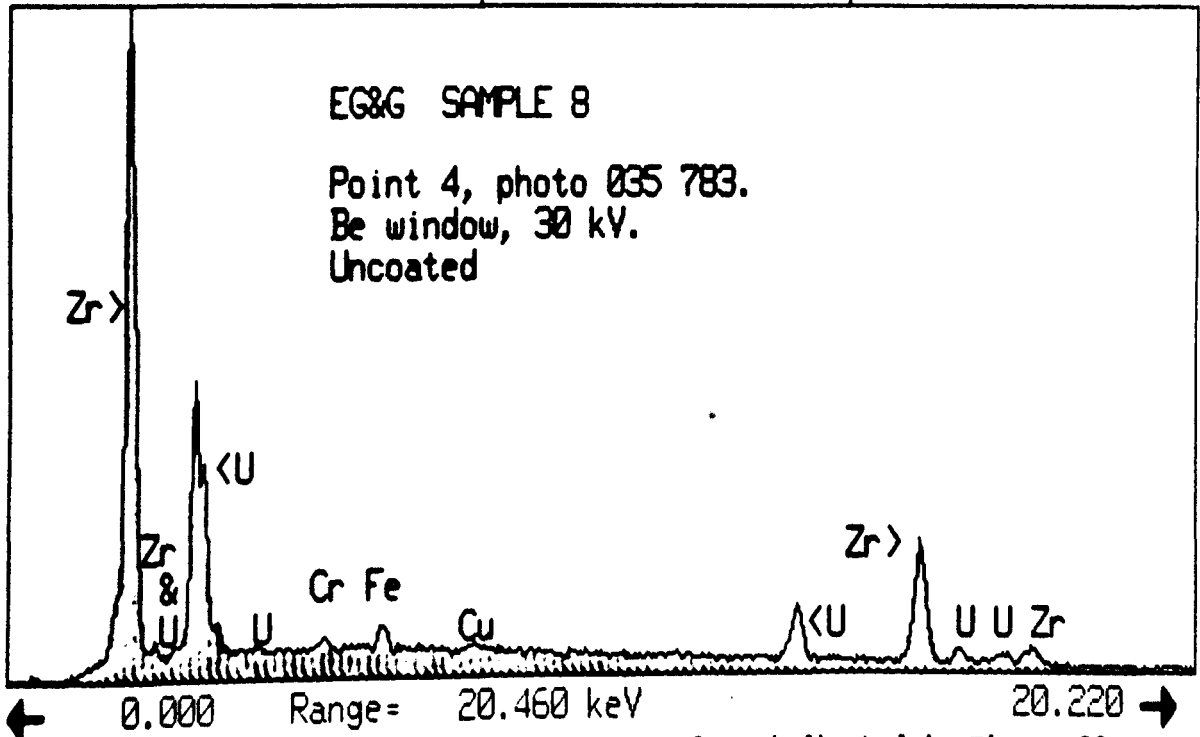 EG&G SAMPLE 8
Point 4, photo 035 783.
Be window, 30 kV.
Uncoated
Zr>
<U
Zr
&
U
U
Cr Fe
Cu
<U
Zr>
U U Zr
0.000 Range= 20.460 keV 20.220